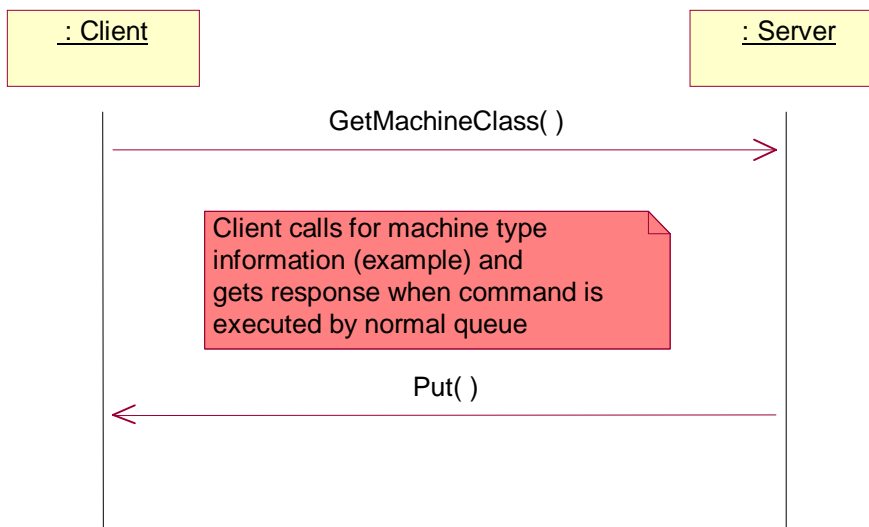 : Client
: Server
GetMachineClass( )
Client calls for machine type
information (example) and
gets response when command is
executed by normal queue
Put( )